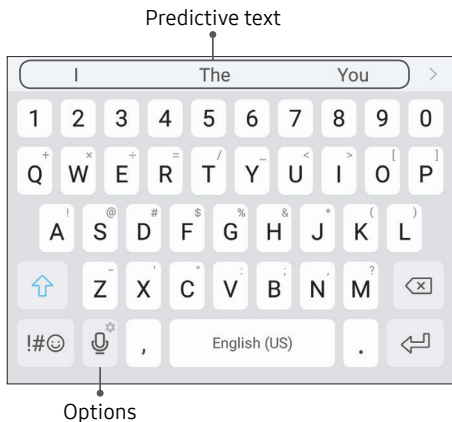 Predictive text
I The You >
1 2 3 4 5 6 7 8 9 0
+ × ÷ = / _ < > [ ]
Q W E R T Y U I O P
! @ # $ % & * ( )
A S D F G H J K L
- ' " : ; , ?
Z X C V B N M
!#☺ , English (US) .
Options